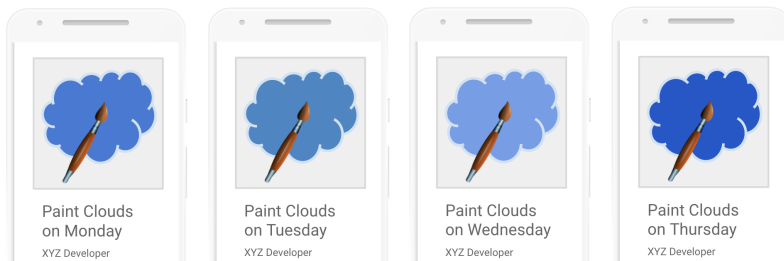 Paint Clouds
on Monday
XYZ Developer
Paint Clouds
on Tuesday
XYZ Developer
Paint Clouds
on Wednesday
XYZ Developer
Paint Clouds
on Thursday
XYZ Developer